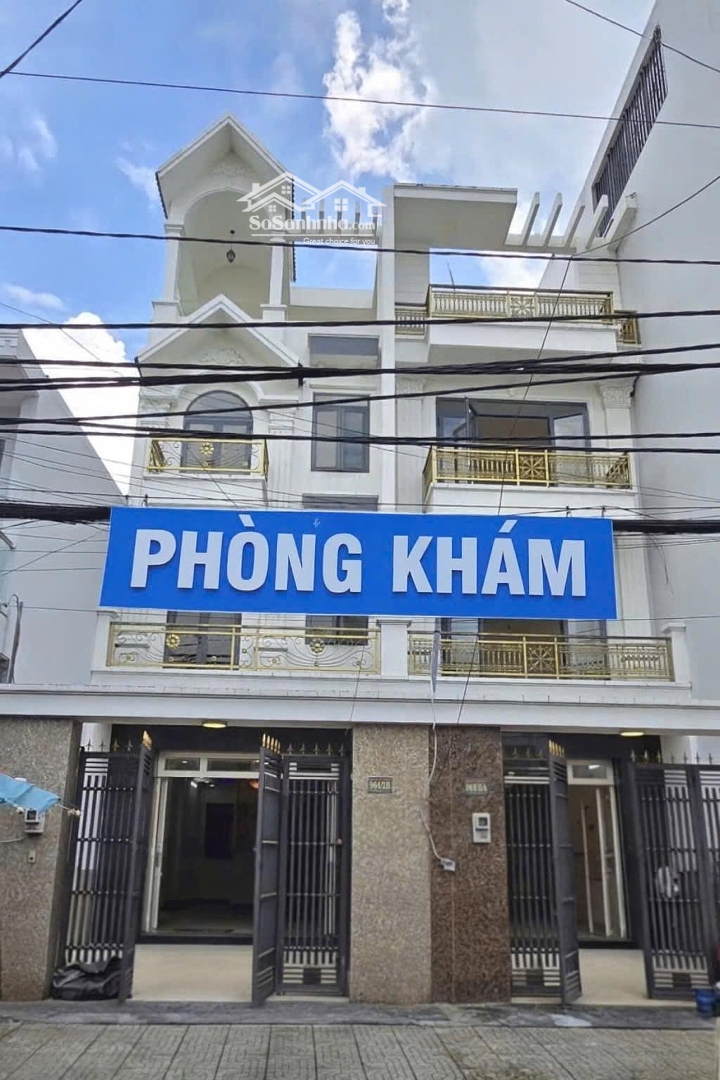 SoSanhnha.com
Great choice for you
PHÒNG KHÁM